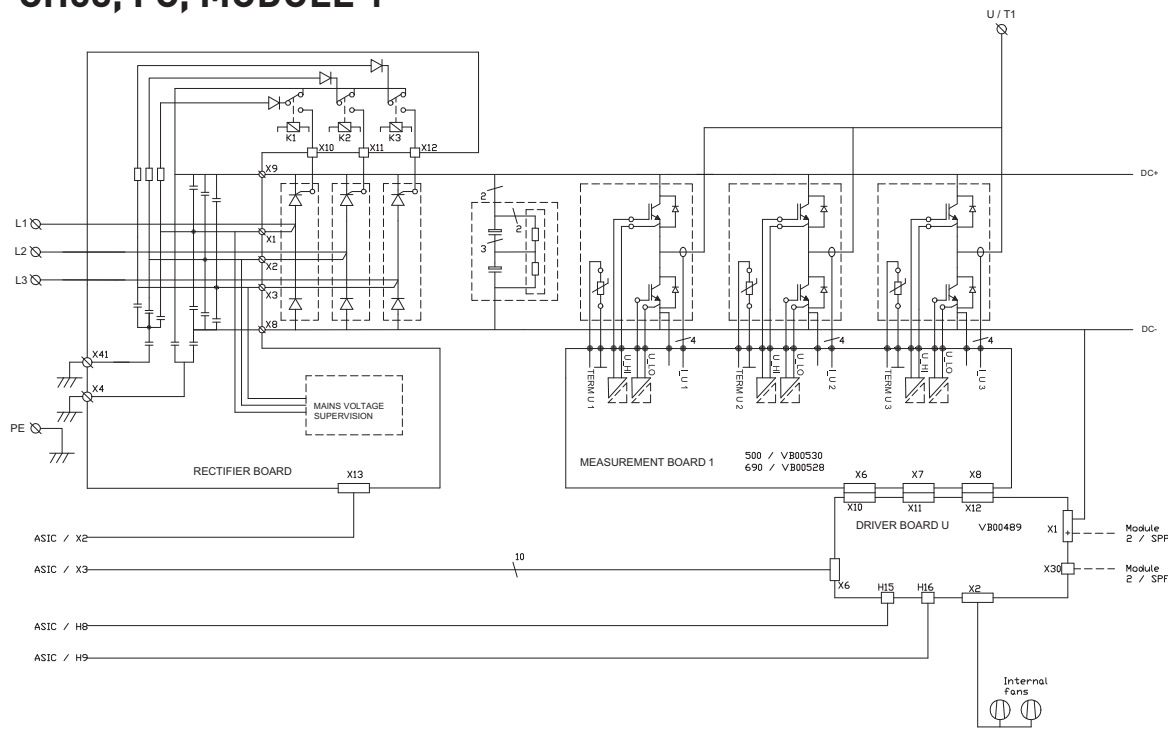 U / T1
K1 K2 K3
X10 X11 X12
X9
DC+
L1
X1
L2
X2
L3
X3
X8
2
2
3
DC-
X41
X4
PE
4 4 4
TERM U 1 U_HI U_LO I_U 1
TERM U 2 U_HI U_LO I_U 2
TERM U 3 U_HI U_LO I_U 3
MAINS VOLTAGE
SUPERVISION
RECTIFIER BOARD
X13
MEASUREMENT BOARD 1
500 / VB00530
690 / VB00528
X6 X7 X8
X10 X11 X12
DRIVER BOARD U VB00489
X1
+
Module
2 / SPF
X30
Module
2 / SPF
ASIC / X2
ASIC / X3
10
X6
H15 H16 X2
ASIC / H8
ASIC / H9
Internal
fans